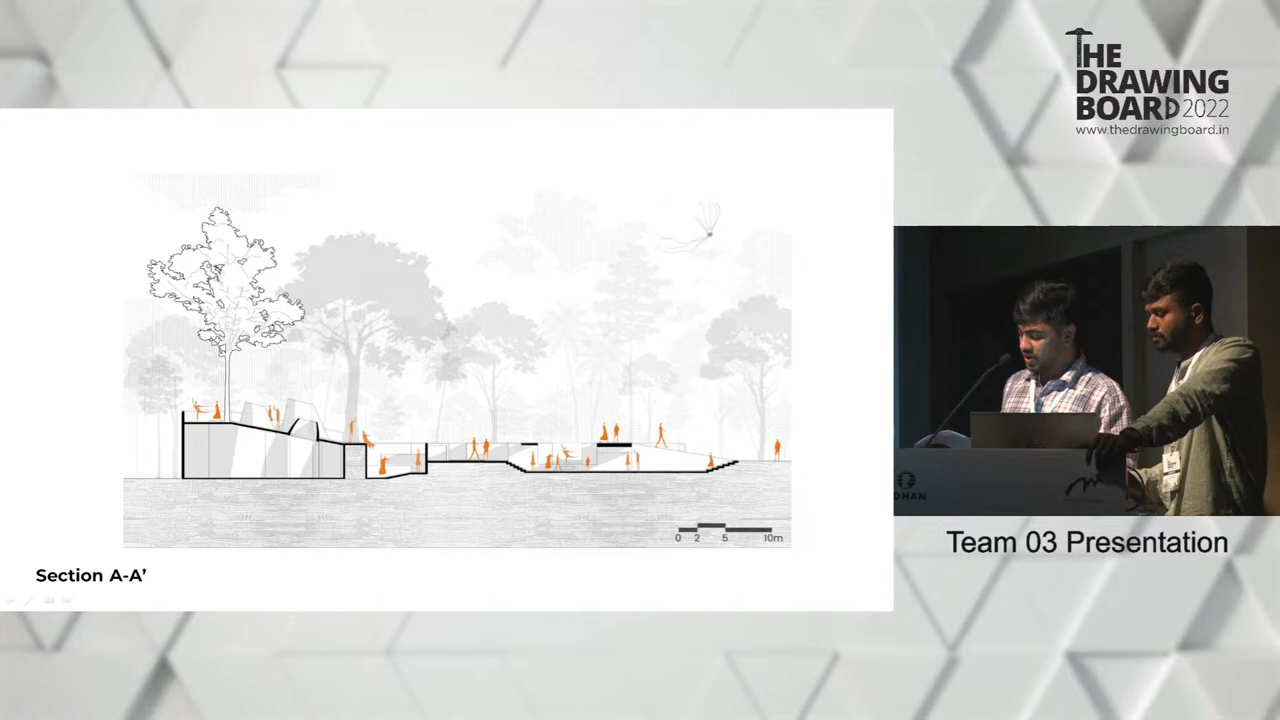 THE
DRAWING
BOARD 2022
www.thedrawingboard.in
0 2 5 10m
Section A-A’
Team 03 Presentation